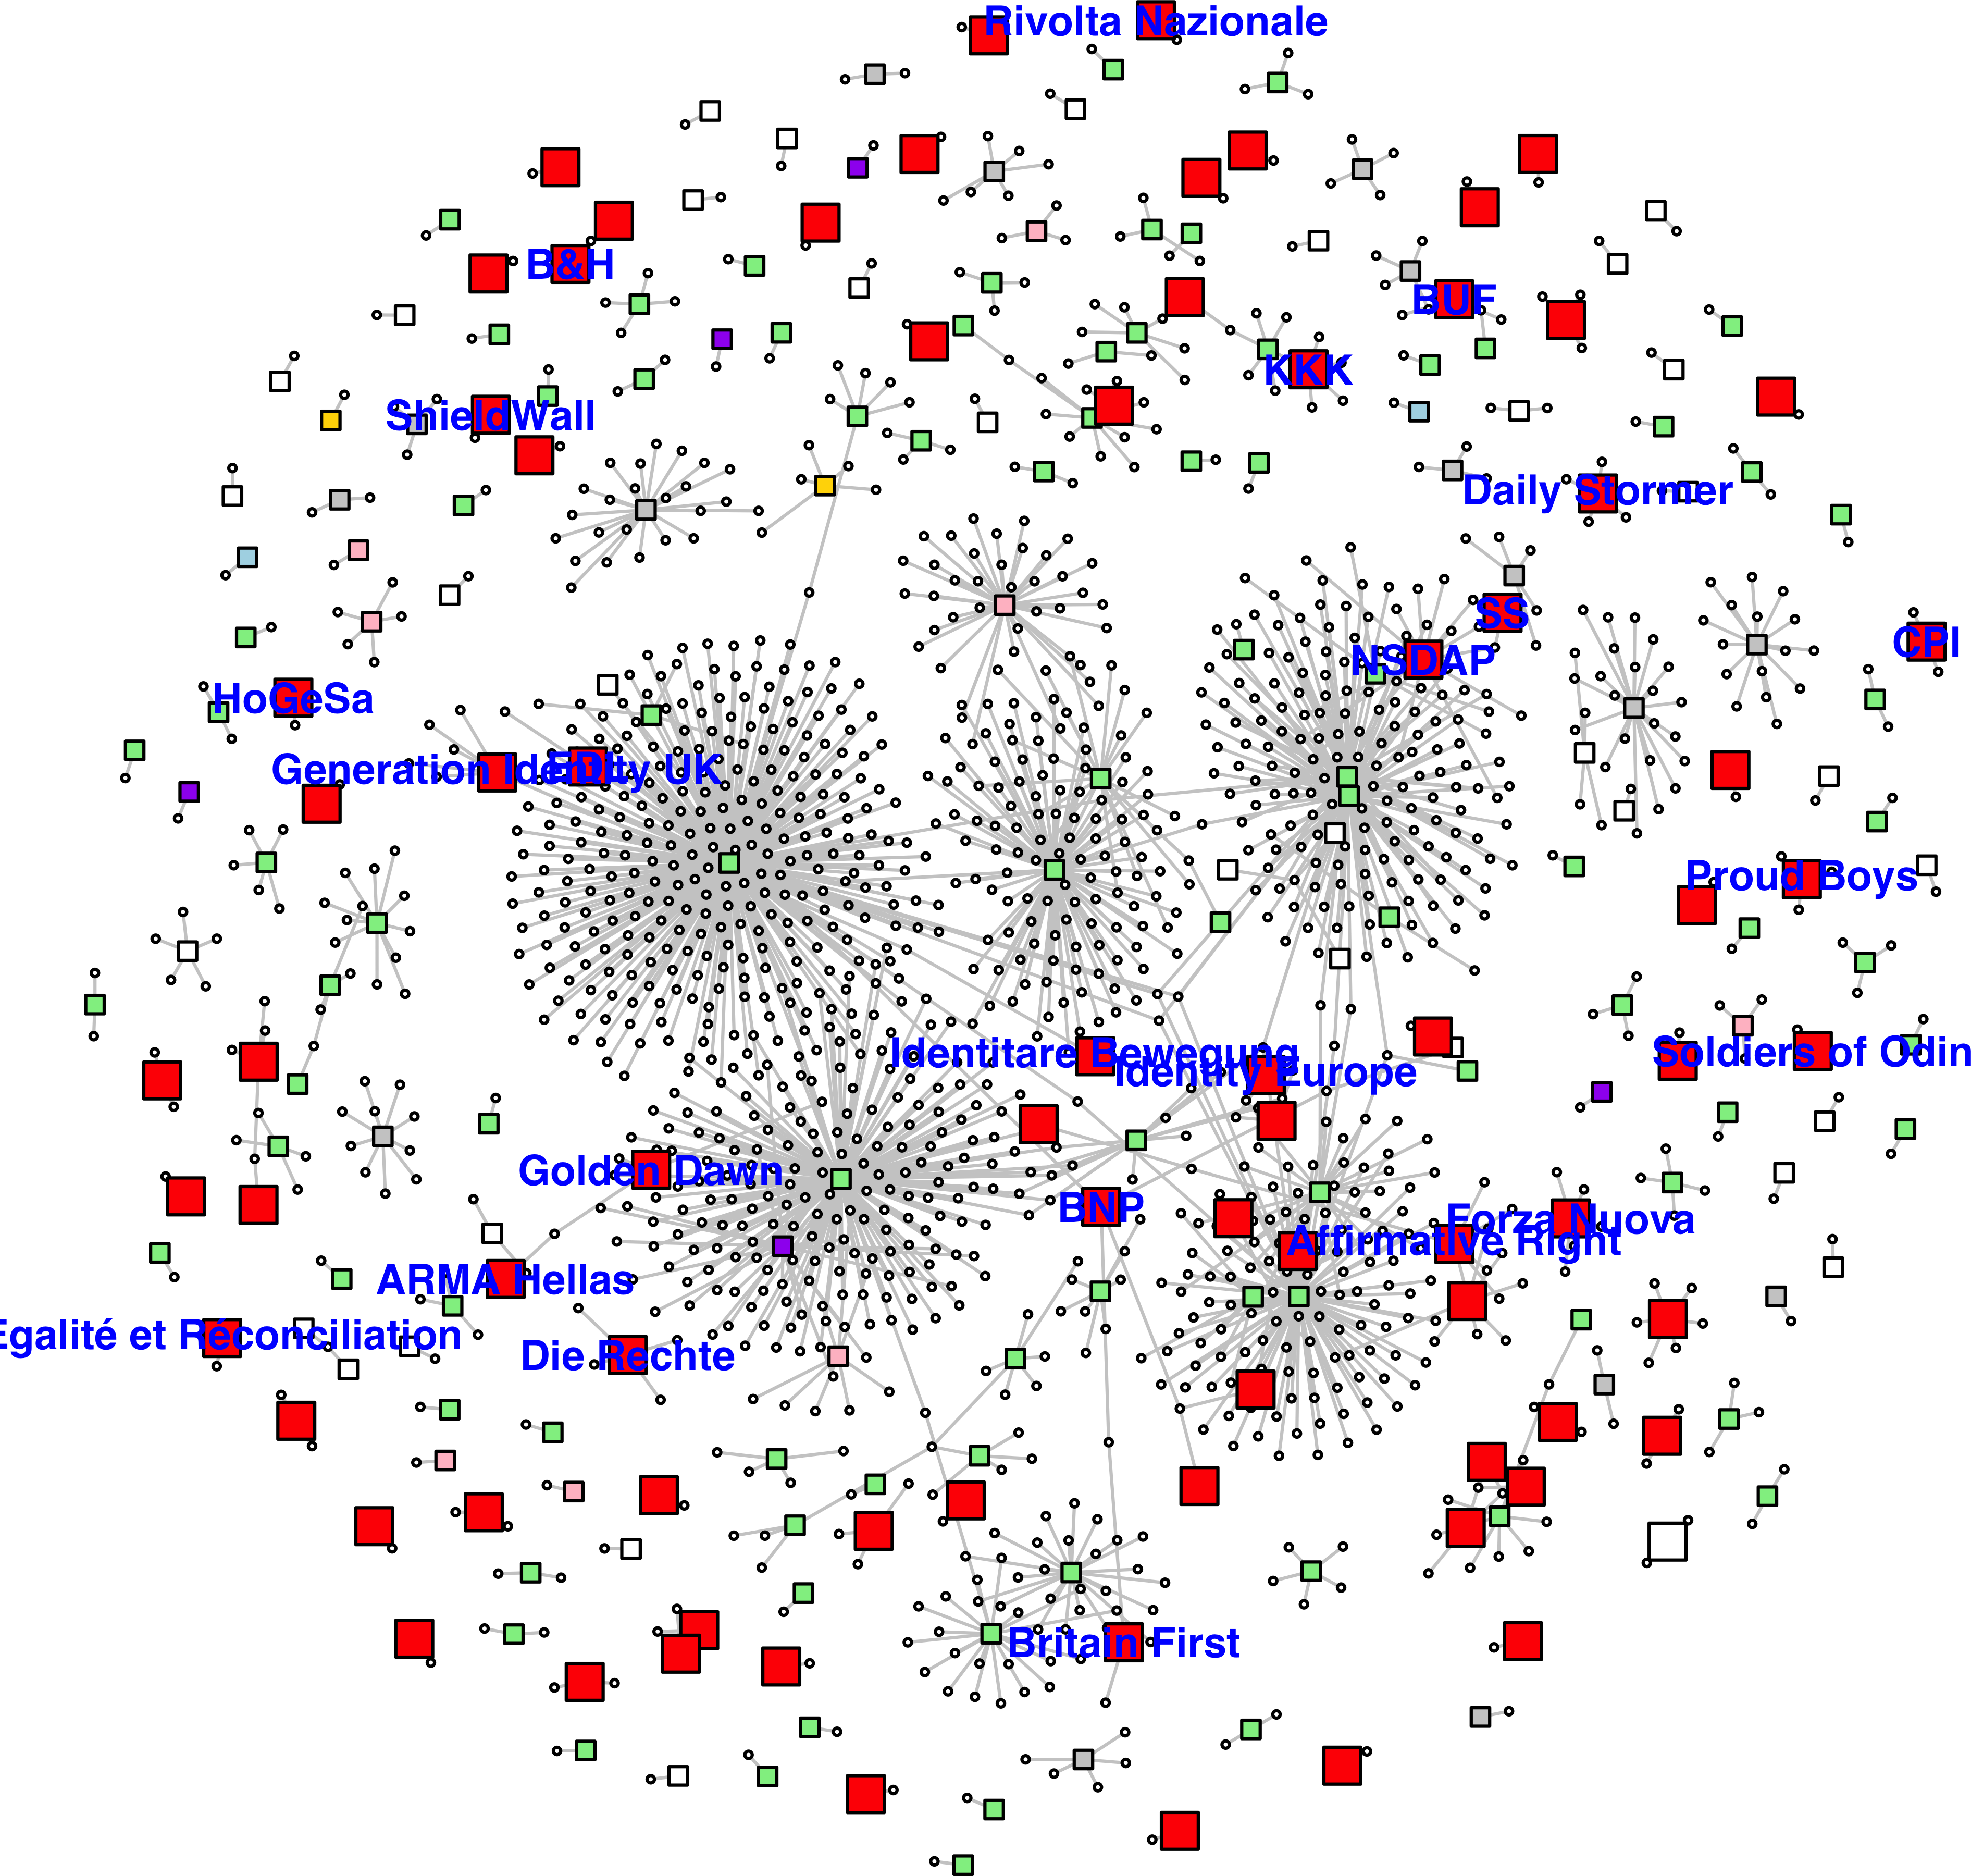 Rivolta Nazionale
B&H
BUF
KKK
ShieldWall
Daily Stormer
SS
NSDAP
CPI
HoGeSa
Generation Identity UK
EDL
Proud Boys
Identitare Bewegung
Identity Europe
Soldiers of Odin
Golden Dawn
BNP
Forza Nuova
Affirmative Right
ARMA Hellas
Egalité et Réconciliation
Die Rechte
Britain First